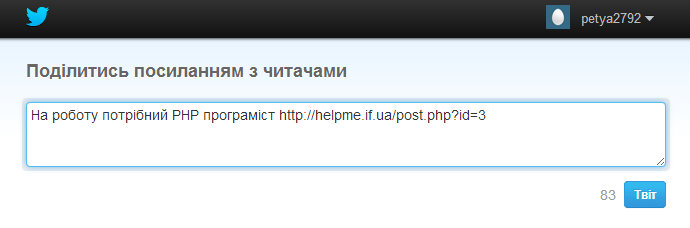 petya2792
Поділитись посиланням з читачами
На роботу потрібний PHP програміст http://helpme.if.ua/post.php?id=3
83 Твіт